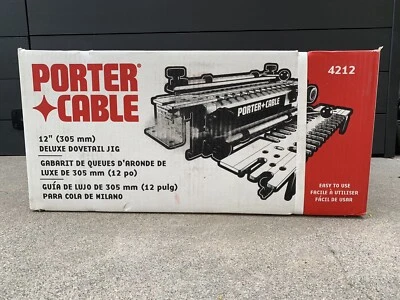 PORTER
CABLE
12" (305 mm)
DELUXE DOVETAIL JIG
GABARIT DE QUEUES D'ARONDE DE
LUXE DE 305 mm (12 po)
GUÍA DE LUJO DE 305 mm (12 pulg)
PARA COLA DE MILANO
PORTER+CABLE
4212
EASY TO USE
FACILE À UTILISER
FÁCIL DE USAR